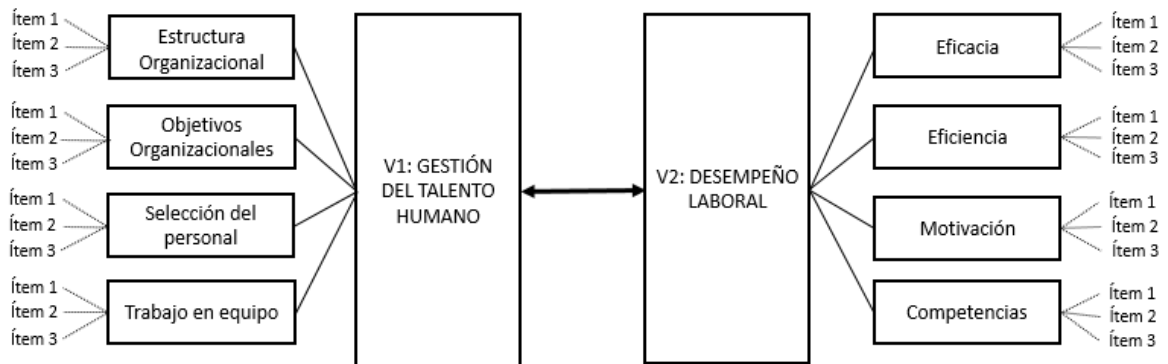 Ítem 1
Ítem 2
Ítem 3
Estructura
Organizacional
Ítem 1
Ítem 2
Ítem 3
Objetivos
Organizacionales
Ítem 1
Ítem 2
Ítem 3
Selección del
personal
Ítem 1
Ítem 2
Ítem 3
Trabajo en equipo
V1: GESTIÓN
DEL TALENTO
HUMANO
V2: DESEMPEÑO
LABORAL
Eficacia
Ítem 1
Ítem 2
Ítem 3
Eficiencia
Ítem 1
Ítem 2
Ítem 3
Motivación
Ítem 1
Ítem 2
Ítem 3
Competencias
Ítem 1
Ítem 2
Ítem 3